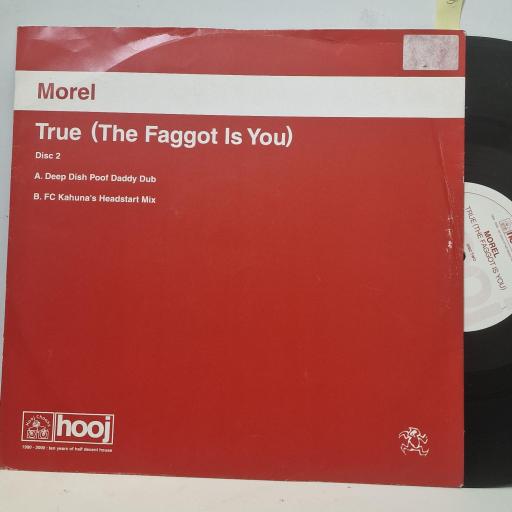 Morel
True (The Faggot Is You)
Disc 2
A. Deep Dish Poof Daddy Dub
B. FC Kahuna's Headstart Mix
hooj
1990 - 2000 : ten years of half decent house
MOREL
TRUE (THE FAGGOT IS YOU)